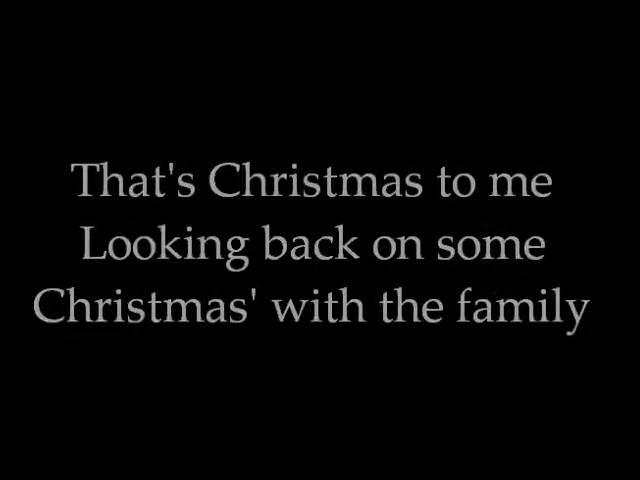 That's Christmas to me
Looking back on some
Christmas' with the family